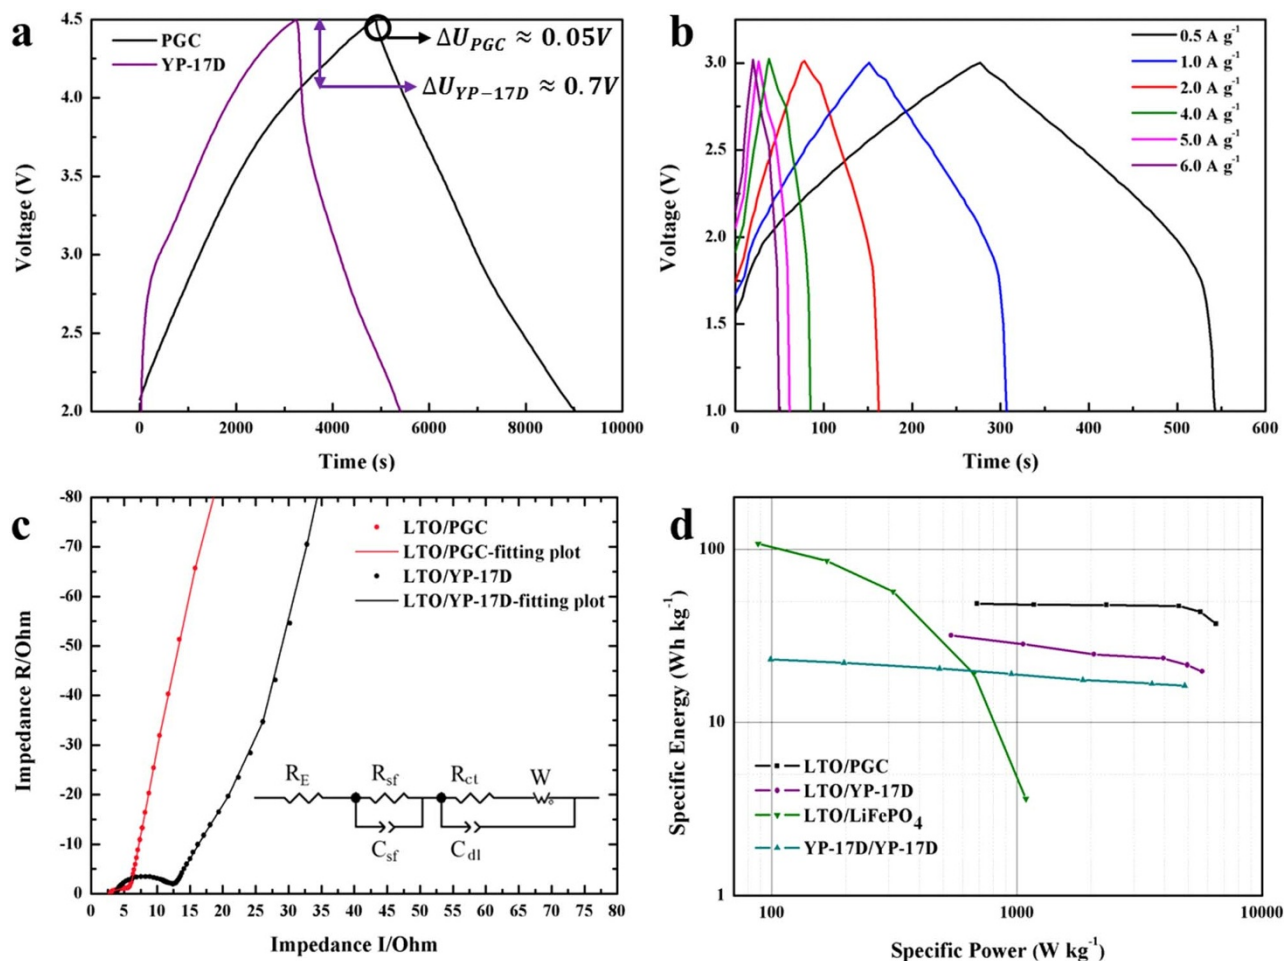 a
PGC
YP-17D
ΔU_PGC ≈ 0.05V
ΔU_YP−17D ≈ 0.7V
Voltage (V)
4.5
4.0
3.5
3.0
2.5
2.0
0 2000 4000 6000 8000 10000
Time (s)
b
0.5 A g⁻¹
1.0 A g⁻¹
2.0 A g⁻¹
4.0 A g⁻¹
5.0 A g⁻¹
6.0 A g⁻¹
Voltage (V)
3.0
2.5
2.0
1.5
1.0
0 100 200 300 400 500 600
Time (s)
c
LTO/PGC
LTO/PGC-fitting plot
LTO/YP-17D
LTO/YP-17D-fitting plot
Impedance R/Ohm
-80
-70
-60
-50
-40
-30
-20
-10
0
R_E R_sf R_ct W_o
C_sf C_dl
0 5 10 15 20 25 30 35 40 45 50 55 60 65 70 75 80
Impedance I/Ohm
d
Specific Energy (Wh kg⁻¹)
100
10
1
LTO/PGC
LTO/YP-17D
LTO/LiFePO₄
YP-17D/YP-17D
100 1000 10000
Specific Power (W kg⁻¹)